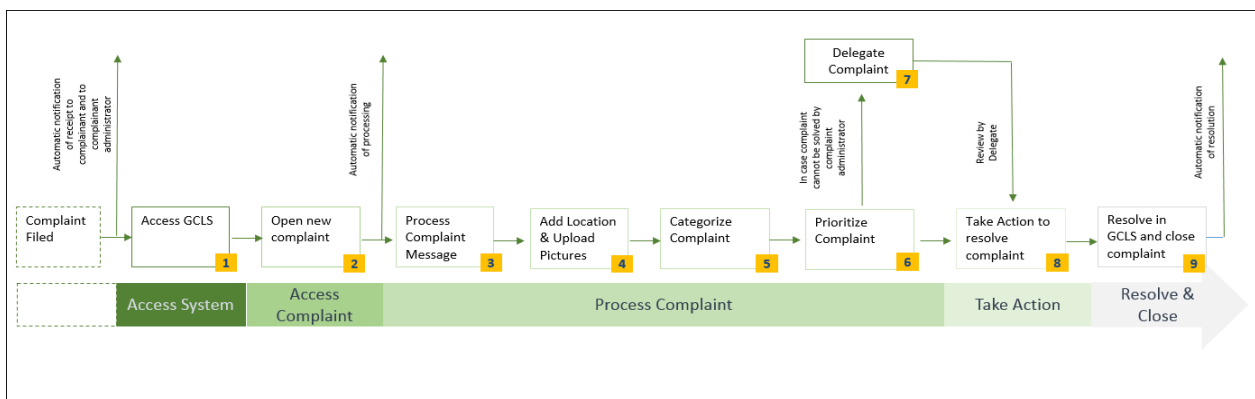 Automatic notification
of receipt to
complainant and to
complainant
administrator
Automatic notification
of processing
Delegate
Complaint
7
In case complaint
cannot be solved by
complaint
administrator
Review by
Delegate
Automatic notification
of resolution
Complaint
Filed
Access GCLS
1
Open new
complaint
2
Process
Complaint
Message
3
Add Location
& Upload
Pictures
4
Categorize
Complaint
5
Prioritize
Complaint
6
Take Action to
resolve
complaint
8
Resolve in
GCLS and close
complaint
9
Access System
Access
Complaint
Process Complaint
Take Action
Resolve &
Close